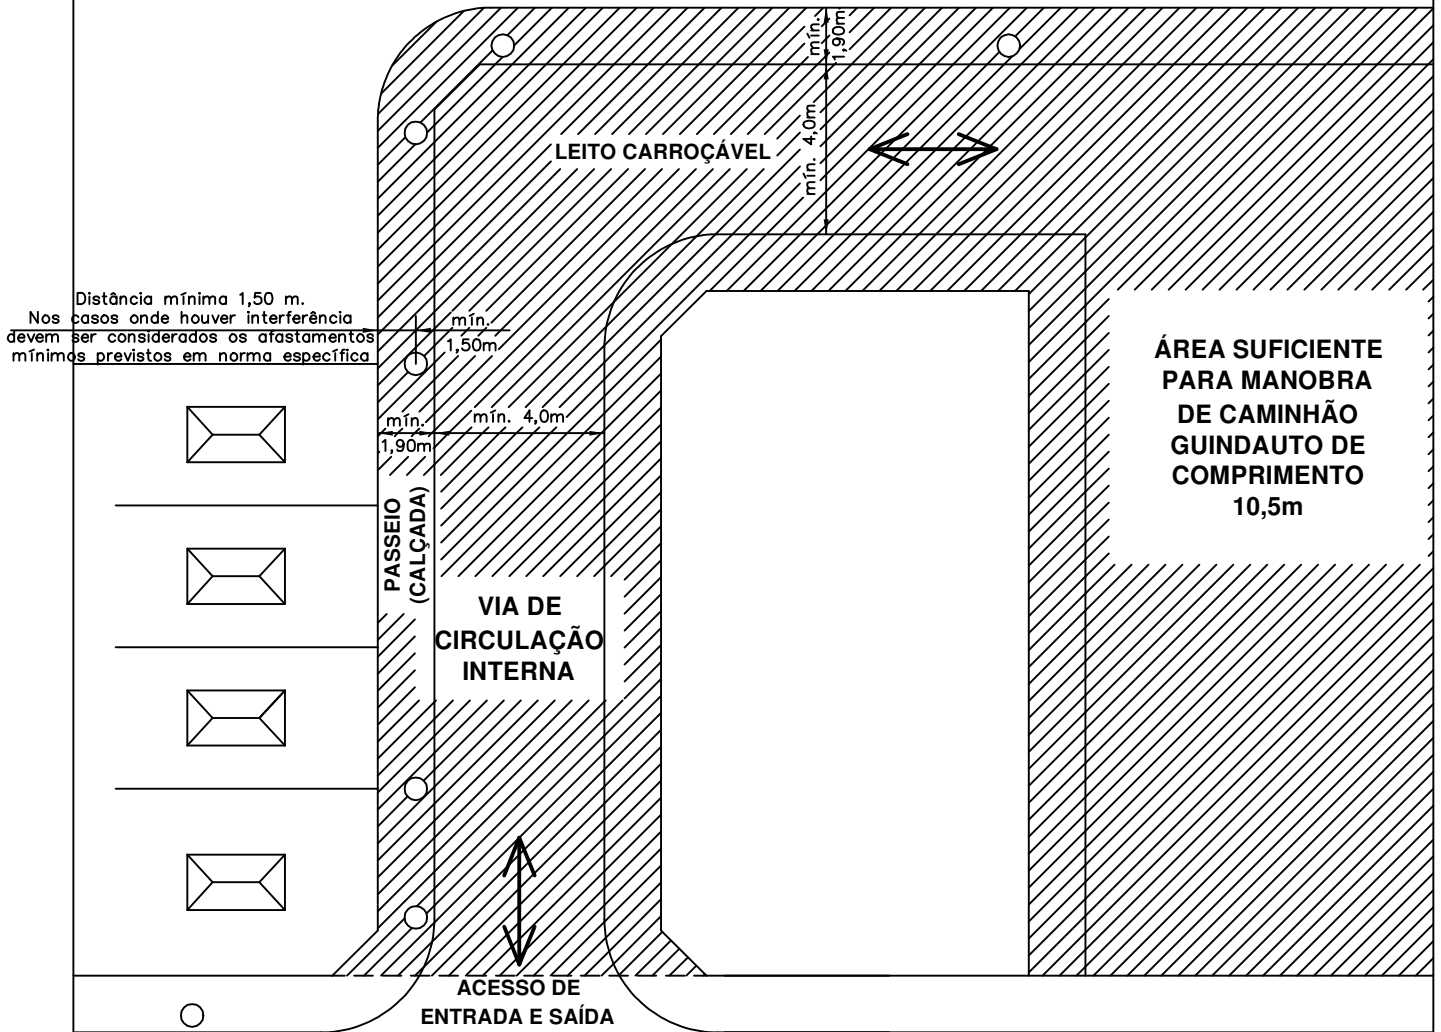 mín.
1,90m
mín. 4,0m
LEITO CARROÇÁVEL
Distância mínima 1,50 m.
Nos casos onde houver interferência
devem ser considerados os afastamentos
mínimos previstos em norma específica
mín.
1,50m
mín.
1,90m
mín. 4,0m
ÁREA SUFICIENTE
PARA MANOBRA
DE CAMINHÃO
GUINDAUTO DE
COMPRIMENTO
10,5m
PASSEIO
(CALÇADA)
VIA DE
CIRCULAÇÃO
INTERNA
ACESSO DE
ENTRADA E SAÍDA